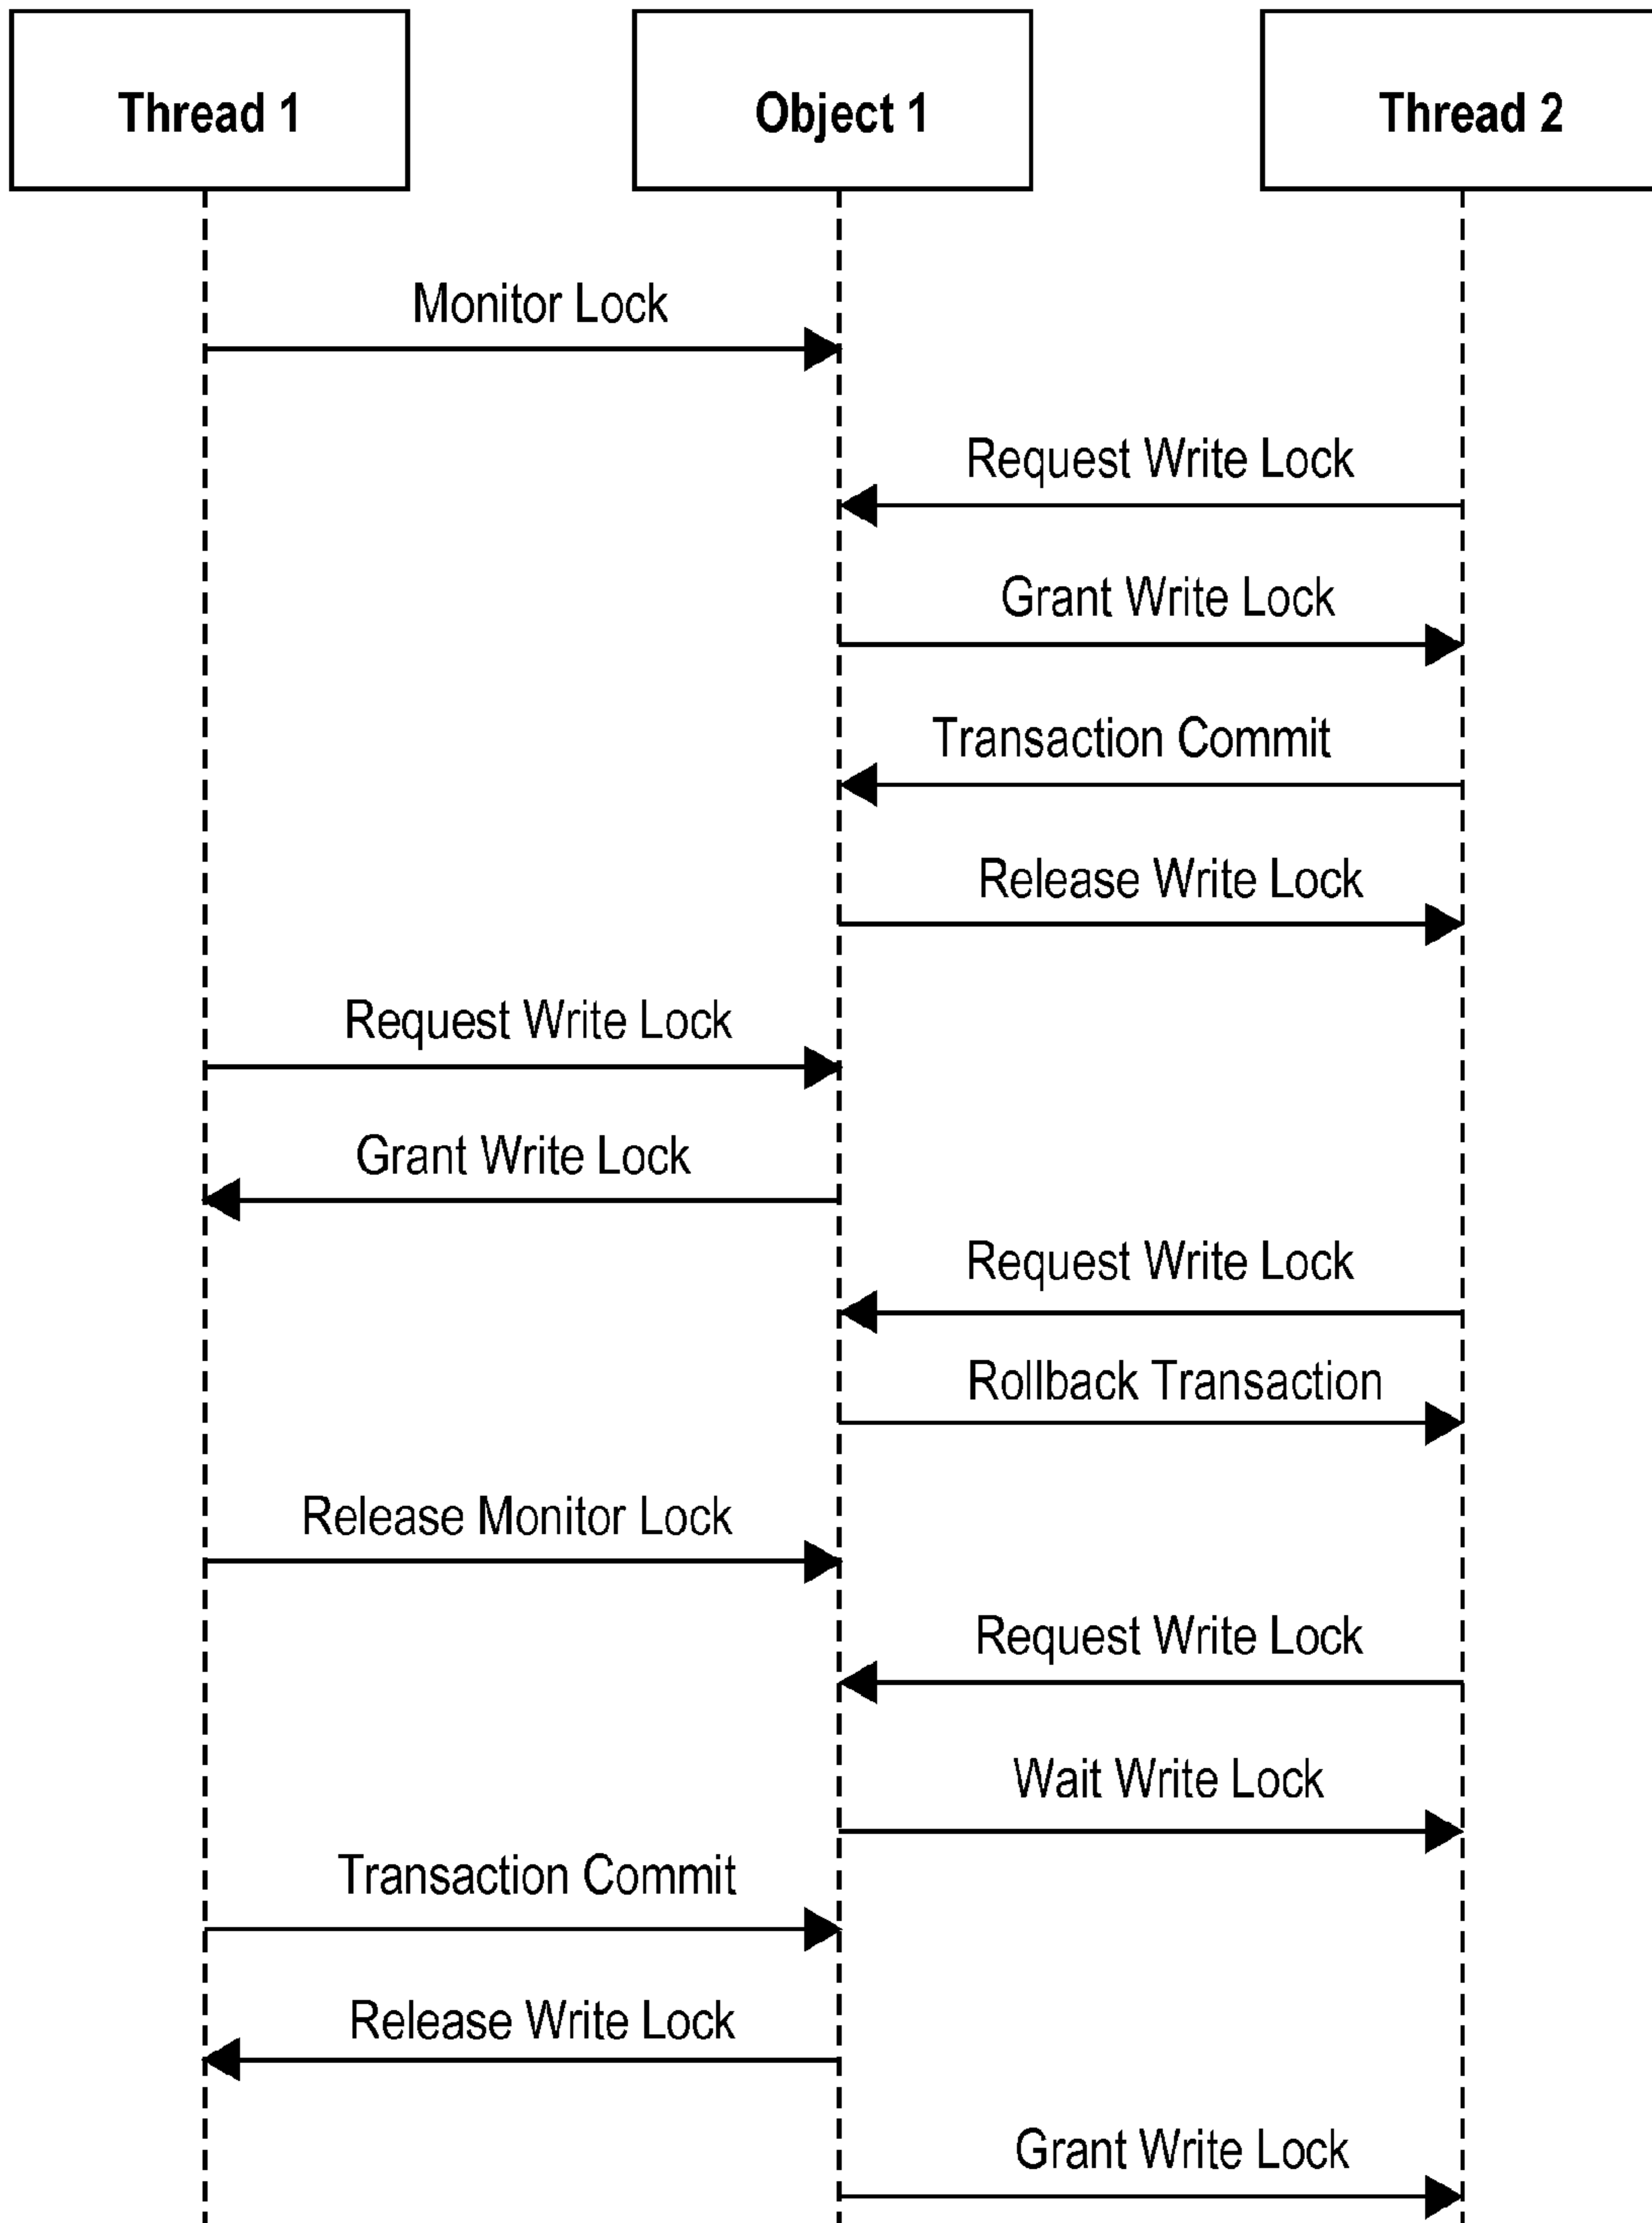 Thread 1
Object 1
Thread 2
Monitor Lock
Request Write Lock
Grant Write Lock
Transaction Commit
Release Write Lock
Request Write Lock
Grant Write Lock
Request Write Lock
Rollback Transaction
Release Monitor Lock
Request Write Lock
Wait Write Lock
Transaction Commit
Release Write Lock
Grant Write Lock